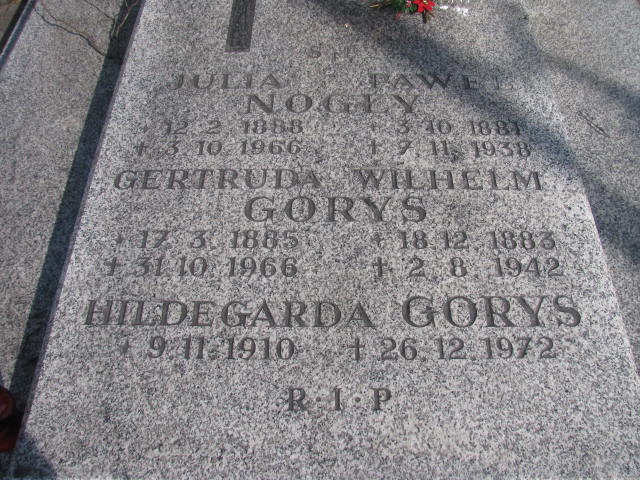 Ś.P.
JULIA PAWEŁ
NOGLY
* 12. 2. 1888 * 3. 10. 1881
+ 3. 10. 1966 + 7. 11. 1938
GERTRUDA WILHELM
GORYS
* 17. 3. 1885 * 18. 12. 1883
+ 31. 10. 1966 + 2. 8. 1942
HILDEGARDA GORYS
* 9. 11. 1910 + 26. 12. 1972
R·I·P